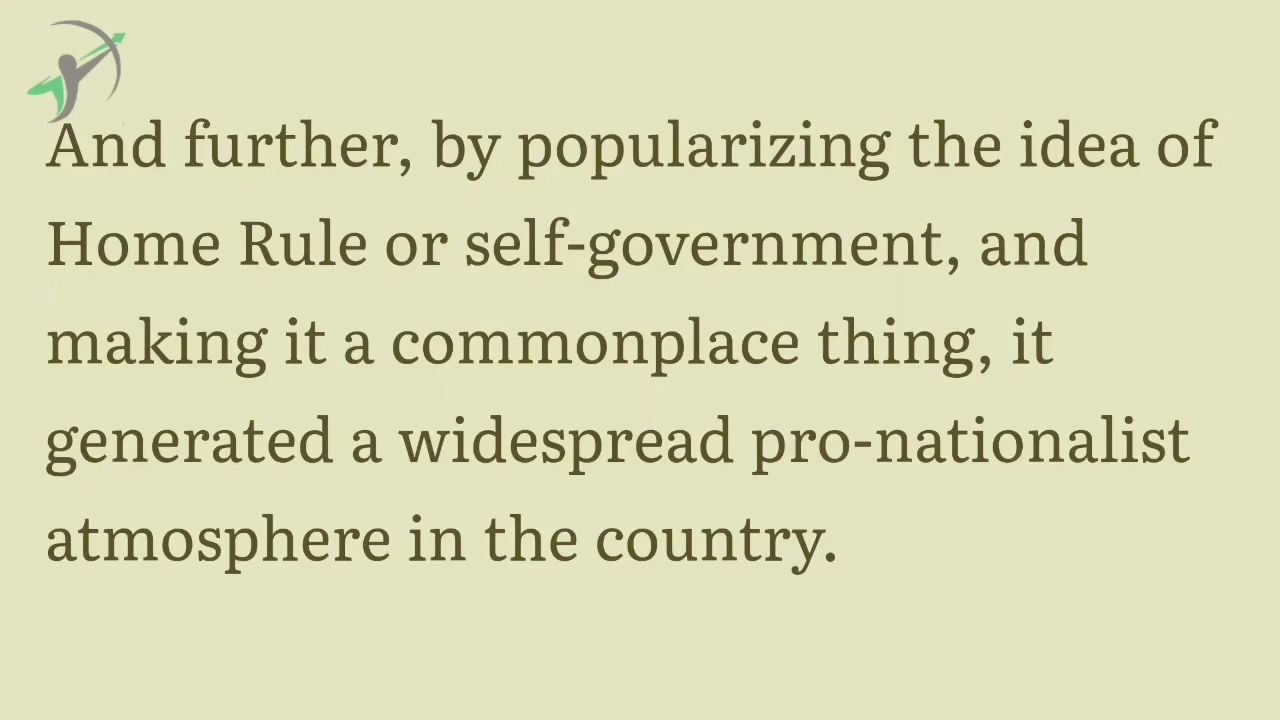 And further, by popularizing the idea of
Home Rule or self-government, and
making it a commonplace thing, it
generated a widespread pro-nationalist
atmosphere in the country.